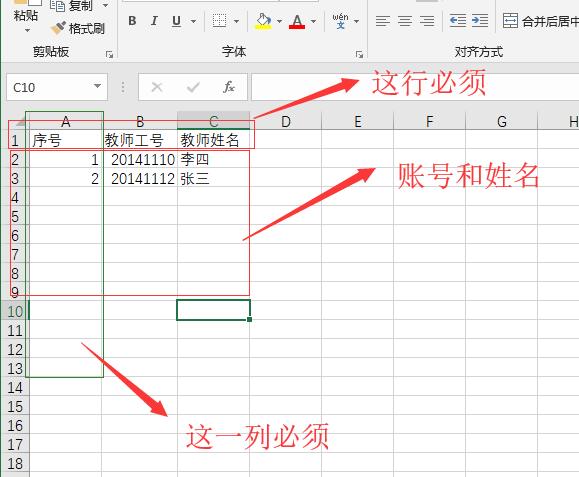 粘贴 复制 格式刷 B I U A wén 文 合并后居中
剪贴板 字体 对齐方式
C10 fx
这行必须
A B C D E F G H
1 序号 教师工号 教师姓名
2 1 20141110 李四
3 2 20141112 张三
账号和姓名
4
5
6
7
8
9
10
11
12
13
14
15
16
17
18
这一列必须